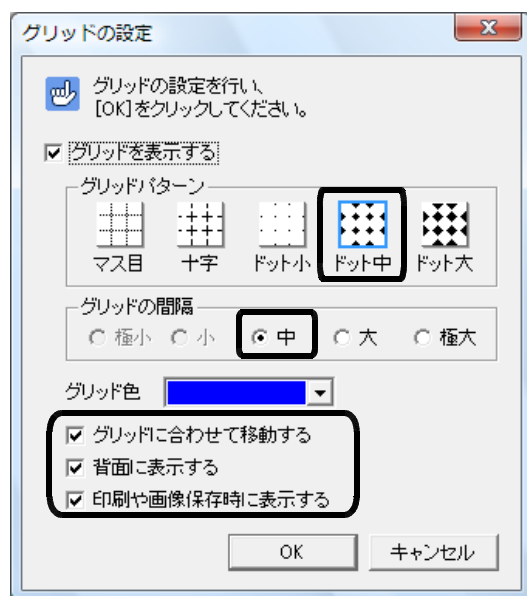 グリッドの設定
グリッドの設定を行い、
[OK]をクリックしてください。
グリッドを表示する
グリッドパターン
マス目 十字 ドット小 ドット中 ドット大
グリッドの間隔
極小 小 中 大 極大
グリッド色
グリッドに合わせて移動する
背面に表示する
印刷や画像保存時に表示する
OK キャンセル